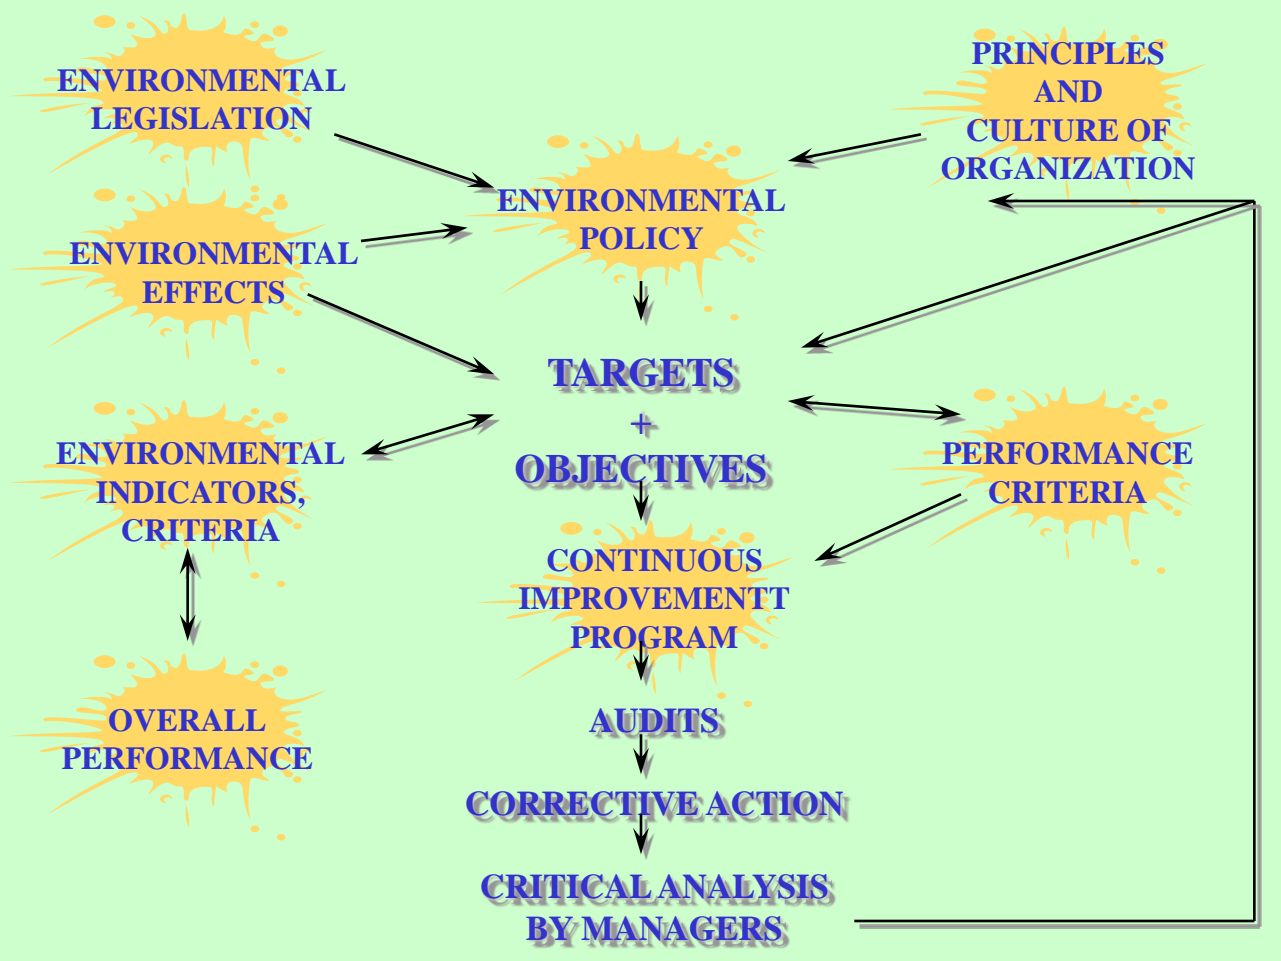 ENVIRONMENTAL
LEGISLATION
PRINCIPLES
AND
CULTURE OF
ORGANIZATION
ENVIRONMENTAL
POLICY
ENVIRONMENTAL
EFFECTS
TARGETS
+
OBJECTIVES
ENVIRONMENTAL
INDICATORS,
CRITERIA
PERFORMANCE
CRITERIA
CONTINUOUS
IMPROVEMENTT
PROGRAM
OVERALL
PERFORMANCE
AUDITS
CORRECTIVE ACTION
CRITICAL ANALYSIS
BY MANAGERS